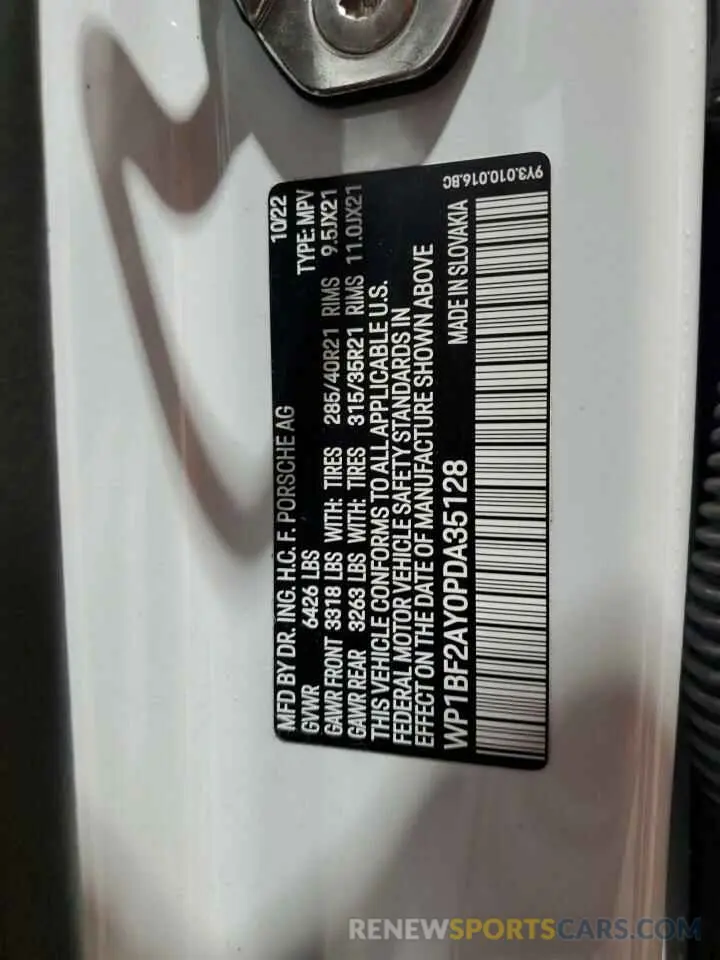 MFD BY DR. ING. H.C. F. PORSCHE AG 10/22
GVWR 6426 LBS TYPE: MPV
GAWR FRONT 3318 LBS WITH: TIRES 285/40R21 RIMS 9.5JX21
GAWR REAR 3263 LBS WITH: TIRES 315/35R21 RIMS 11.0JX21
THIS VEHICLE CONFORMS TO ALL APPLICABLE U.S.
FEDERAL MOTOR VEHICLE SAFETY STANDARDS IN
EFFECT ON THE DATE OF MANUFACTURE SHOWN ABOVE
WP1BF2AY0PDA35128 MADE IN SLOVAKIA
9Y3.010.016.BC
RENEWSPORTSCARS.COM